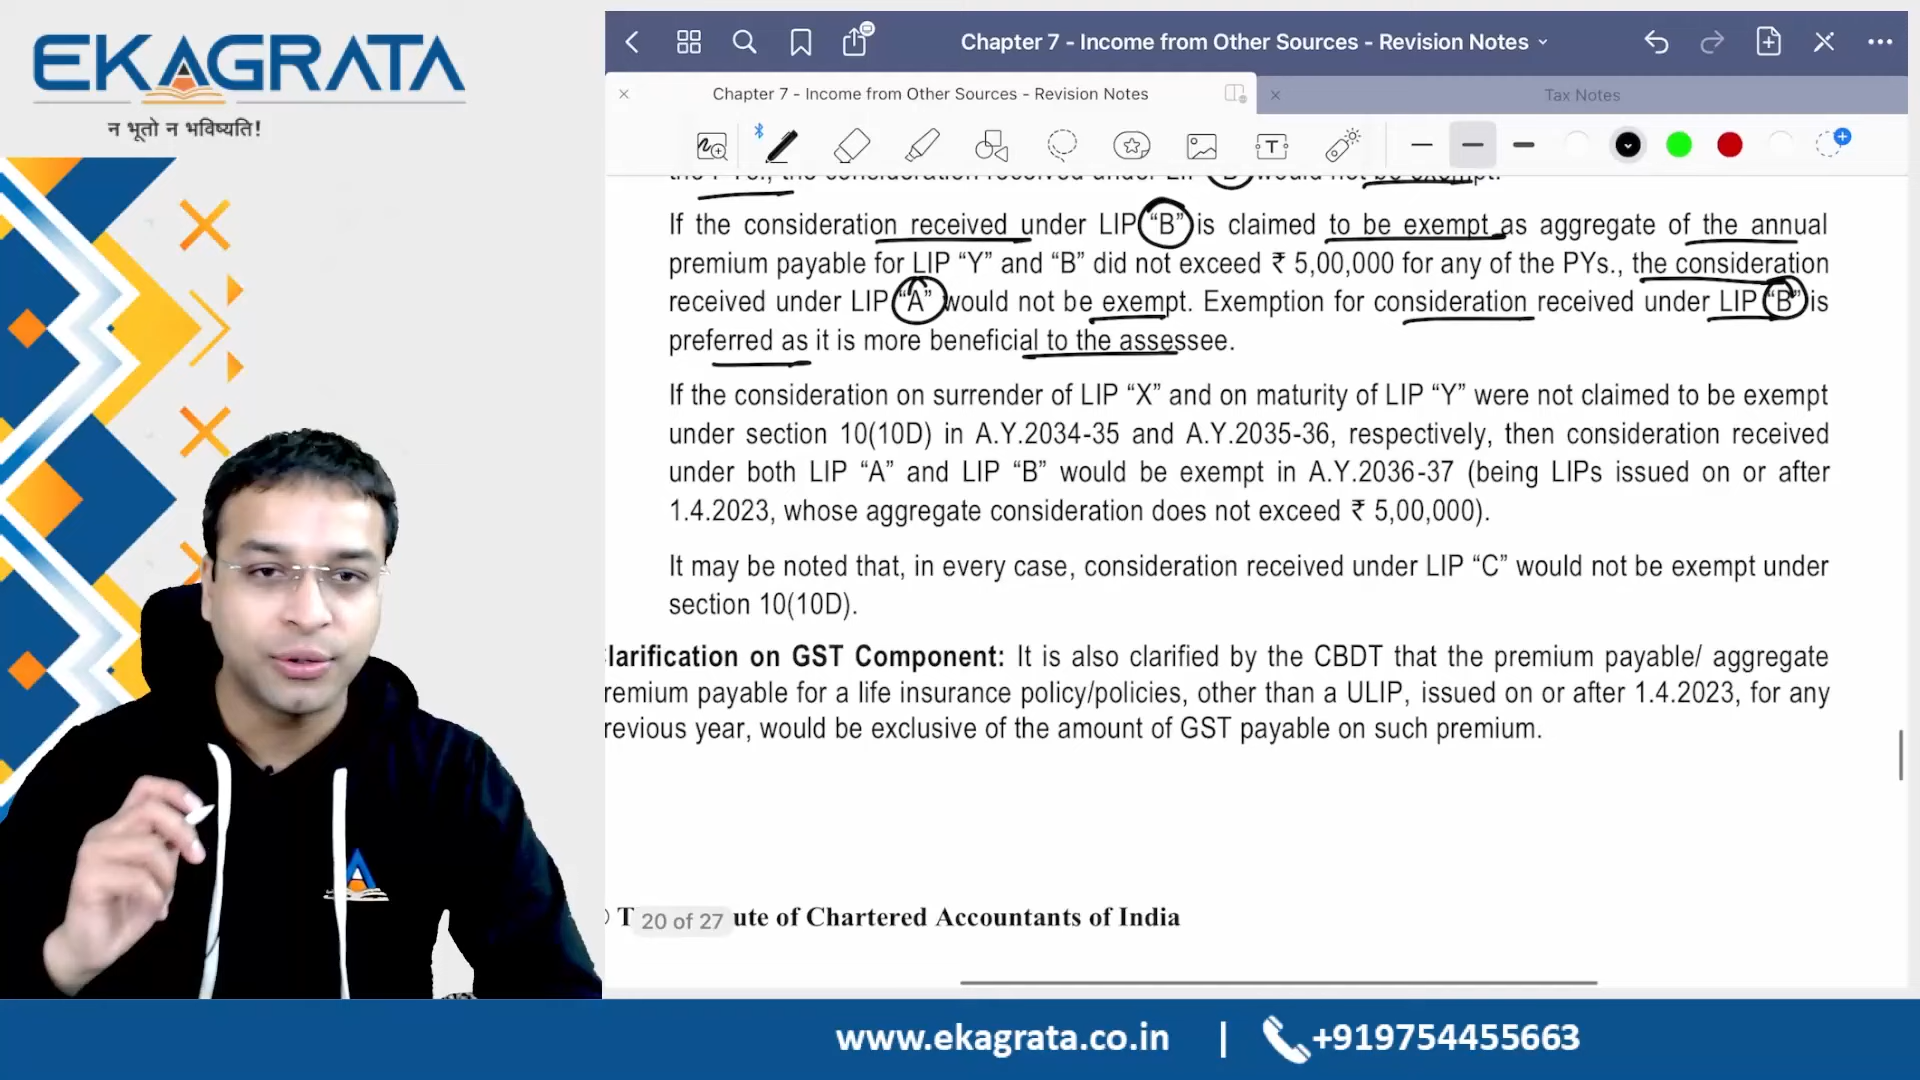 EKAGRATA
न भूतो न भविष्यति!
Chapter 7 - Income from Other Sources - Revision Notes
Chapter 7 - Income from Other Sources - Revision Notes
Tax Notes
the PYs., the consideration received under LIP "B" would not be exempt.
If the consideration received under LIP “B” is claimed to be exempt as aggregate of the annual
premium payable for LIP “Y” and “B” did not exceed ₹ 5,00,000 for any of the PYs., the consideration
received under LIP “A” would not be exempt. Exemption for consideration received under LIP “B” is
preferred as it is more beneficial to the assessee.
If the consideration on surrender of LIP “X” and on maturity of LIP “Y” were not claimed to be exempt
under section 10(10D) in A.Y.2034-35 and A.Y.2035-36, respectively, then consideration received
under both LIP “A” and LIP “B” would be exempt in A.Y.2036-37 (being LIPs issued on or after
1.4.2023, whose aggregate consideration does not exceed ₹ 5,00,000).
It may be noted that, in every case, consideration received under LIP “C” would not be exempt under
section 10(10D).
larification on GST Component: It is also clarified by the CBDT that the premium payable/ aggregate
remium payable for a life insurance policy/policies, other than a ULIP, issued on or after 1.4.2023, for any
revious year, would be exclusive of the amount of GST payable on such premium.
T 20 of 27 ute of Chartered Accountants of India
www.ekagrata.co.in | +919754455663